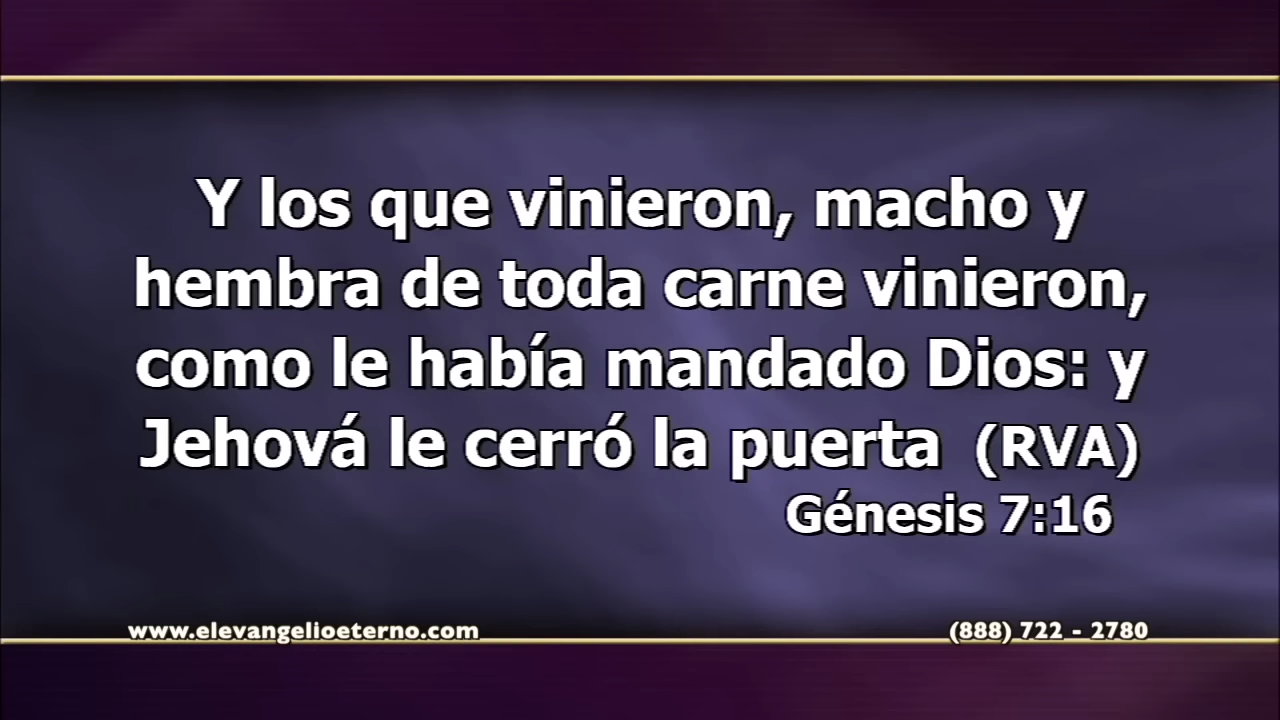 Y los que vinieron, macho y
hembra de toda carne vinieron,
como le había mandado Dios: y
Jehová le cerró la puerta (RVA)
Génesis 7:16
www.elevangelioeterno.com
(888) 722 - 2780